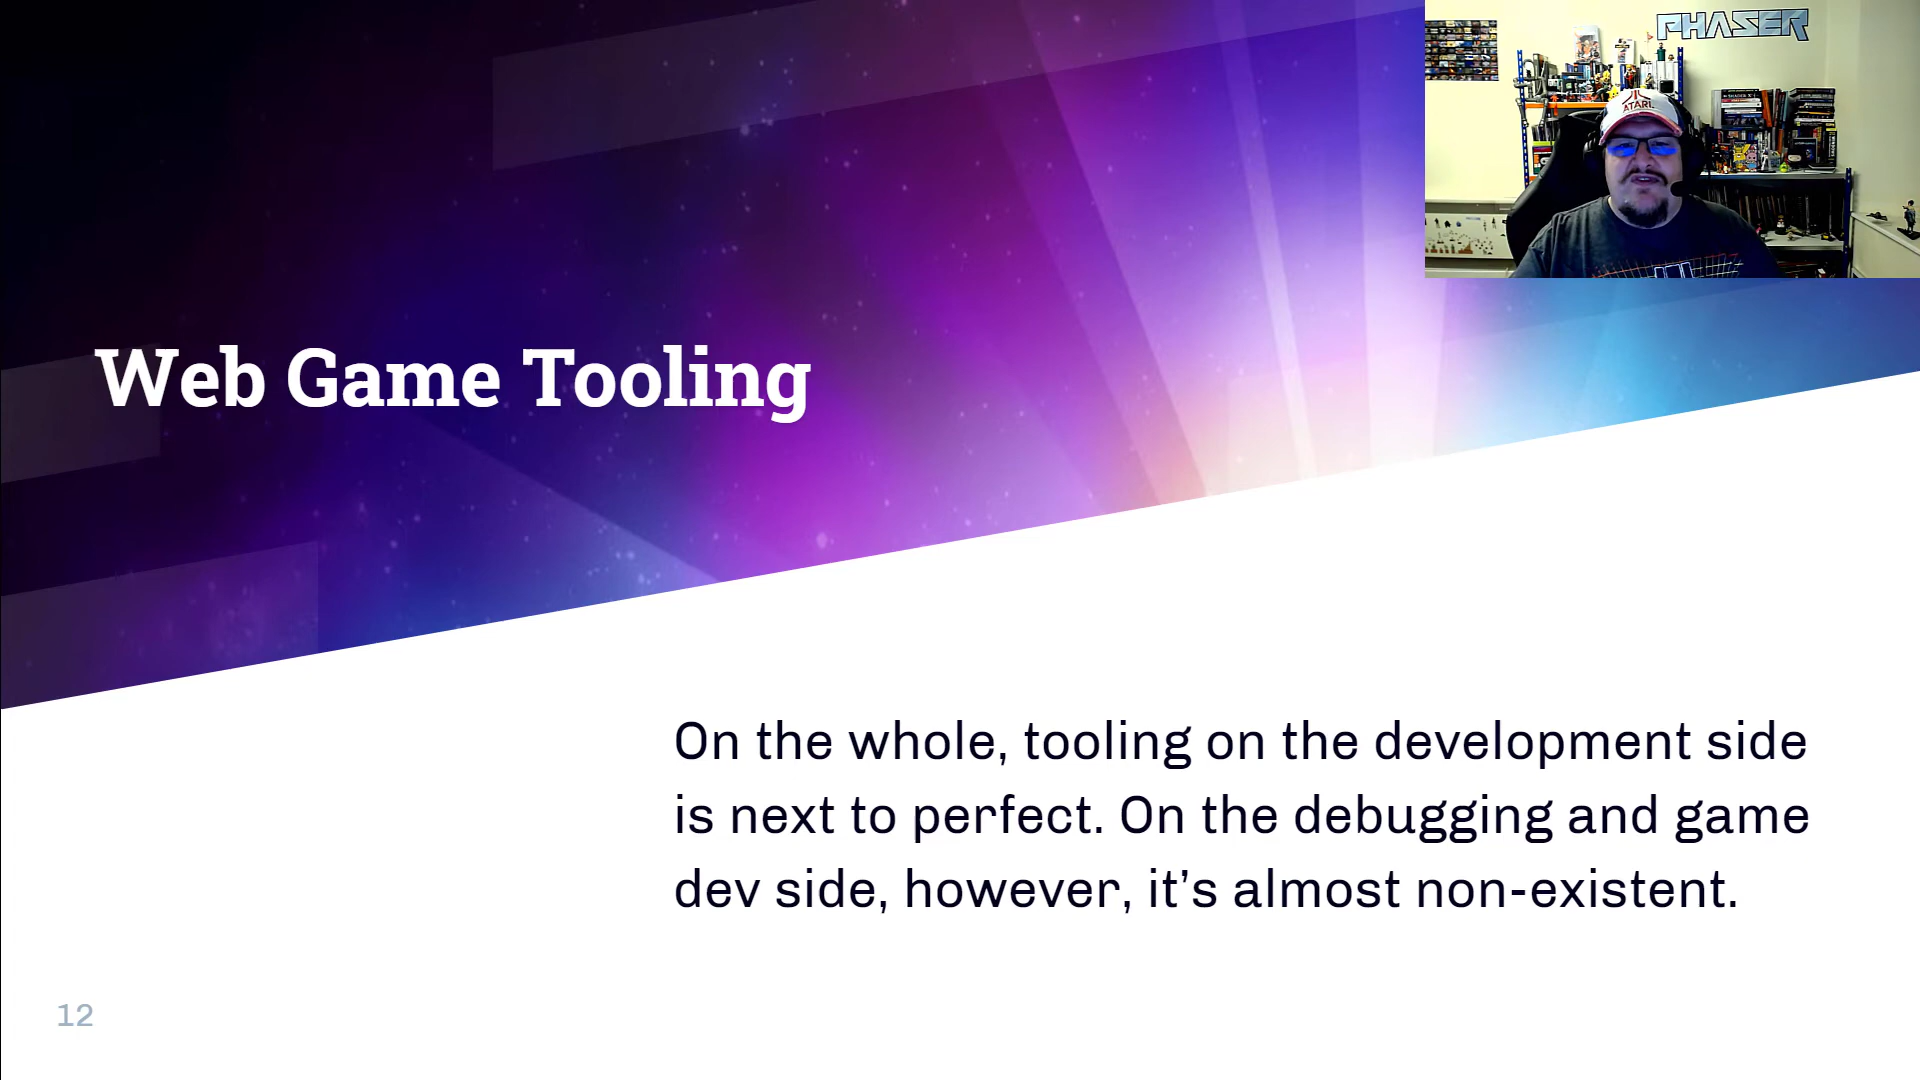 PHASER
ATARI
Web Game Tooling
On the whole, tooling on the development side
is next to perfect. On the debugging and game
dev side, however, it’s almost non-existent.
12